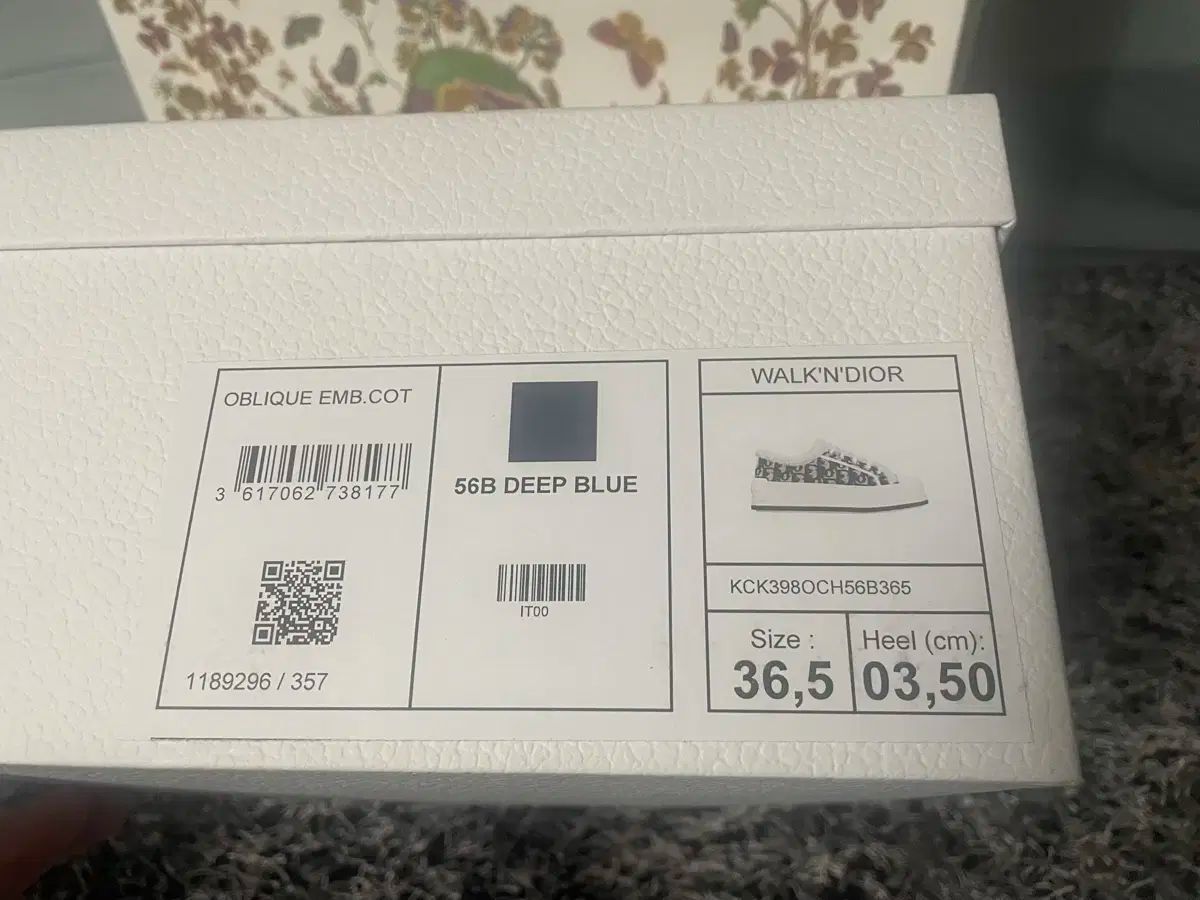 OBLIQUE EMB.COT
3 617062 738177
1189296 / 357
56B DEEP BLUE
IT00
WALK'N'DIOR
KCK398OCH56B365
Size :
36,5
Heel (cm):
03,50